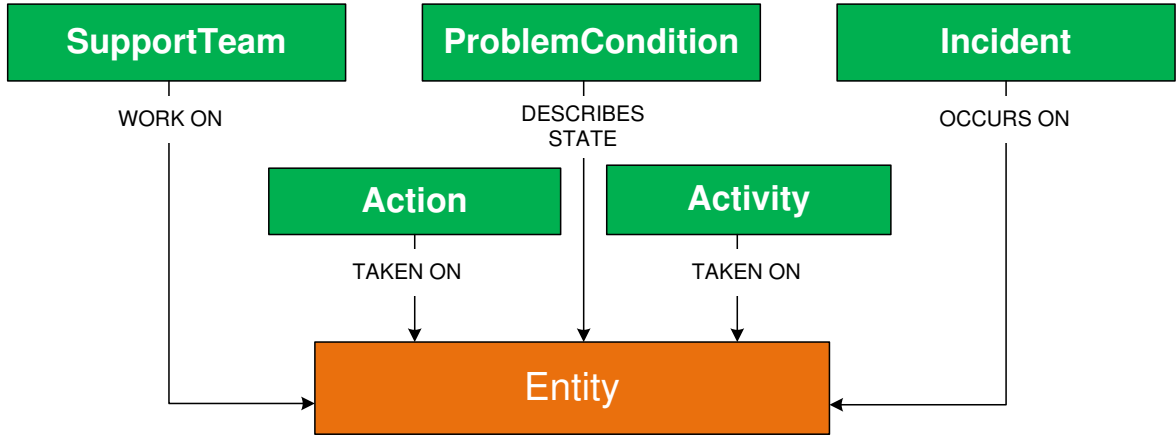 SupportTeam
ProblemCondition
Incident
WORK ON
DESCRIBES
STATE
OCCURS ON
Action
Activity
TAKEN ON
TAKEN ON
Entity